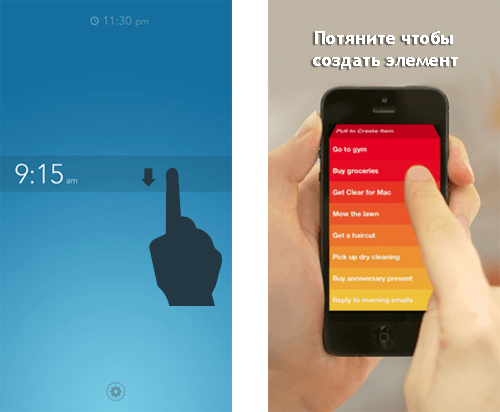 11:30 pm
9:15 am
Потяните чтобы
создать элемент
Pull to Create Item
Go to gym
Buy groceries
Get Clear for Mac
Mow the lawn
Get a haircut
Pick up dry cleaning
Buy anniversary present
Reply to morning emails